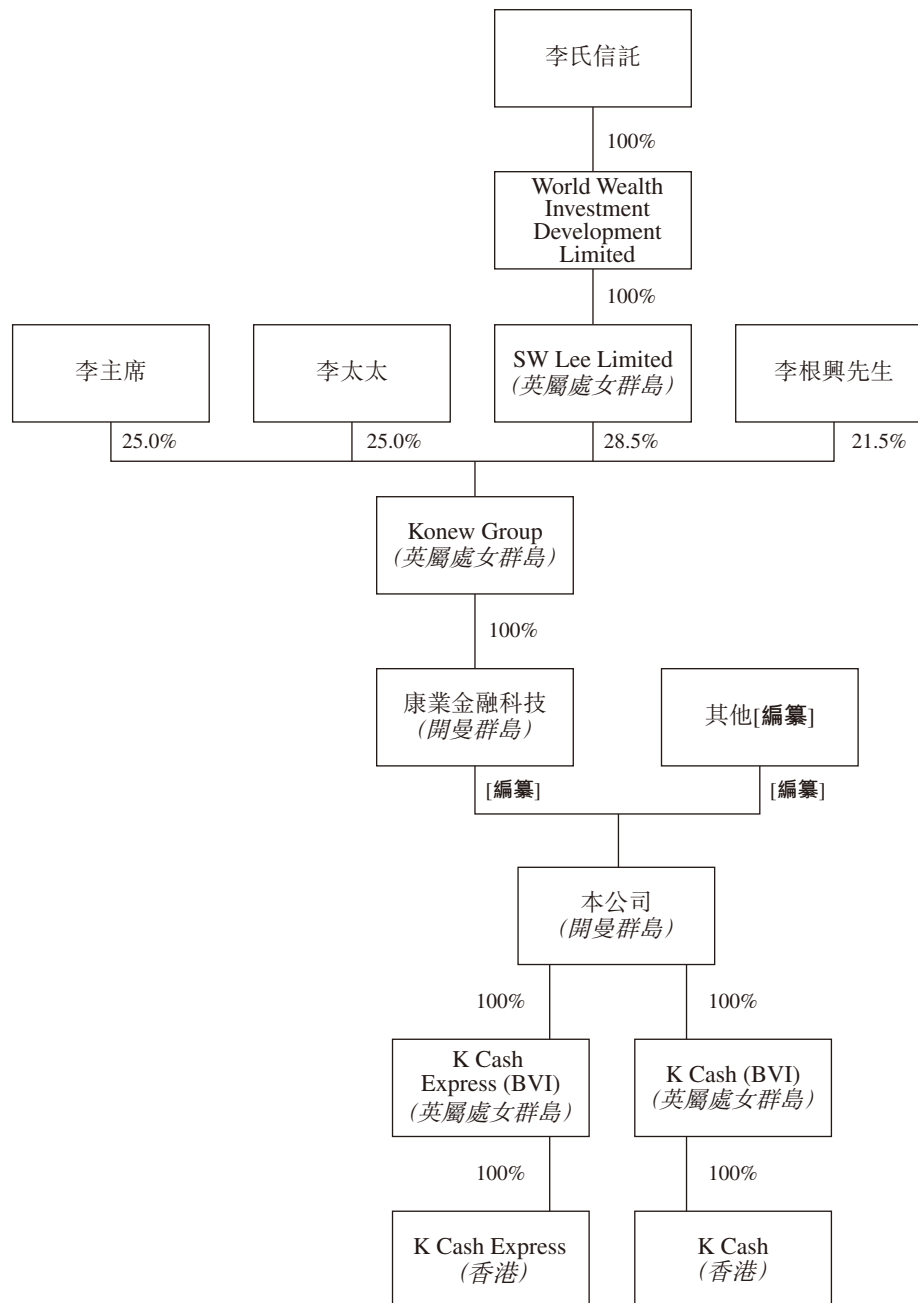 李氏信託
100%
World Wealth
Investment
Development
Limited
100%
李主席
李太太
SW Lee Limited
(英屬處女群島)
李根興先生
25.0%
25.0%
28.5%
21.5%
Konew Group
(英屬處女群島)
100%
康業金融科技
(開曼群島)
其他[編纂]
[編纂]
[編纂]
本公司
(開曼群島)
100%
100%
K Cash
Express (BVI)
(英屬處女群島)
K Cash (BVI)
(英屬處女群島)
100%
100%
K Cash Express
(香港)
K Cash
(香港)